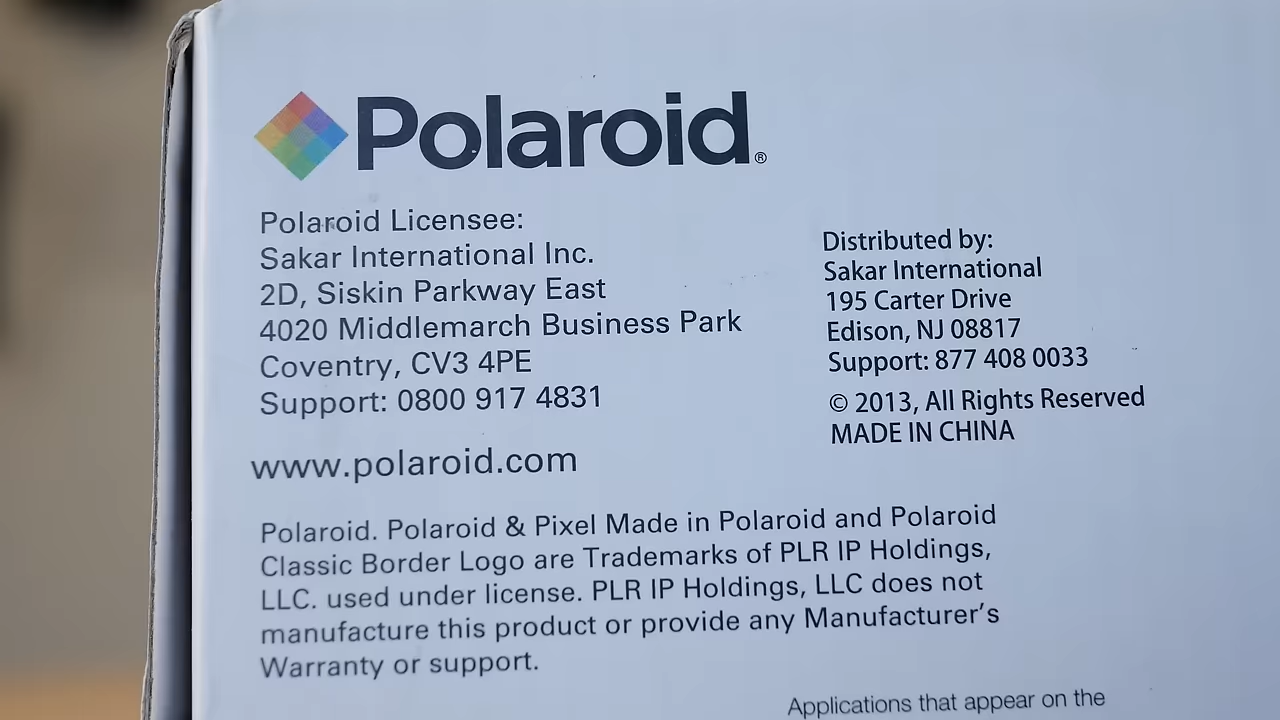 Polaroid®
Polaroid Licensee:
Sakar International Inc.
2D, Siskin Parkway East
4020 Middlemarch Business Park
Coventry, CV3 4PE
Support: 0800 917 4831
www.polaroid.com
Distributed by:
Sakar International
195 Carter Drive
Edison, NJ 08817
Support: 877 408 0033
© 2013, All Rights Reserved
MADE IN CHINA
Polaroid. Polaroid & Pixel Made in Polaroid and Polaroid
Classic Border Logo are Trademarks of PLR IP Holdings,
LLC. used under license. PLR IP Holdings, LLC does not
manufacture this product or provide any Manufacturer’s
Warranty or support.
Applications that appear on the